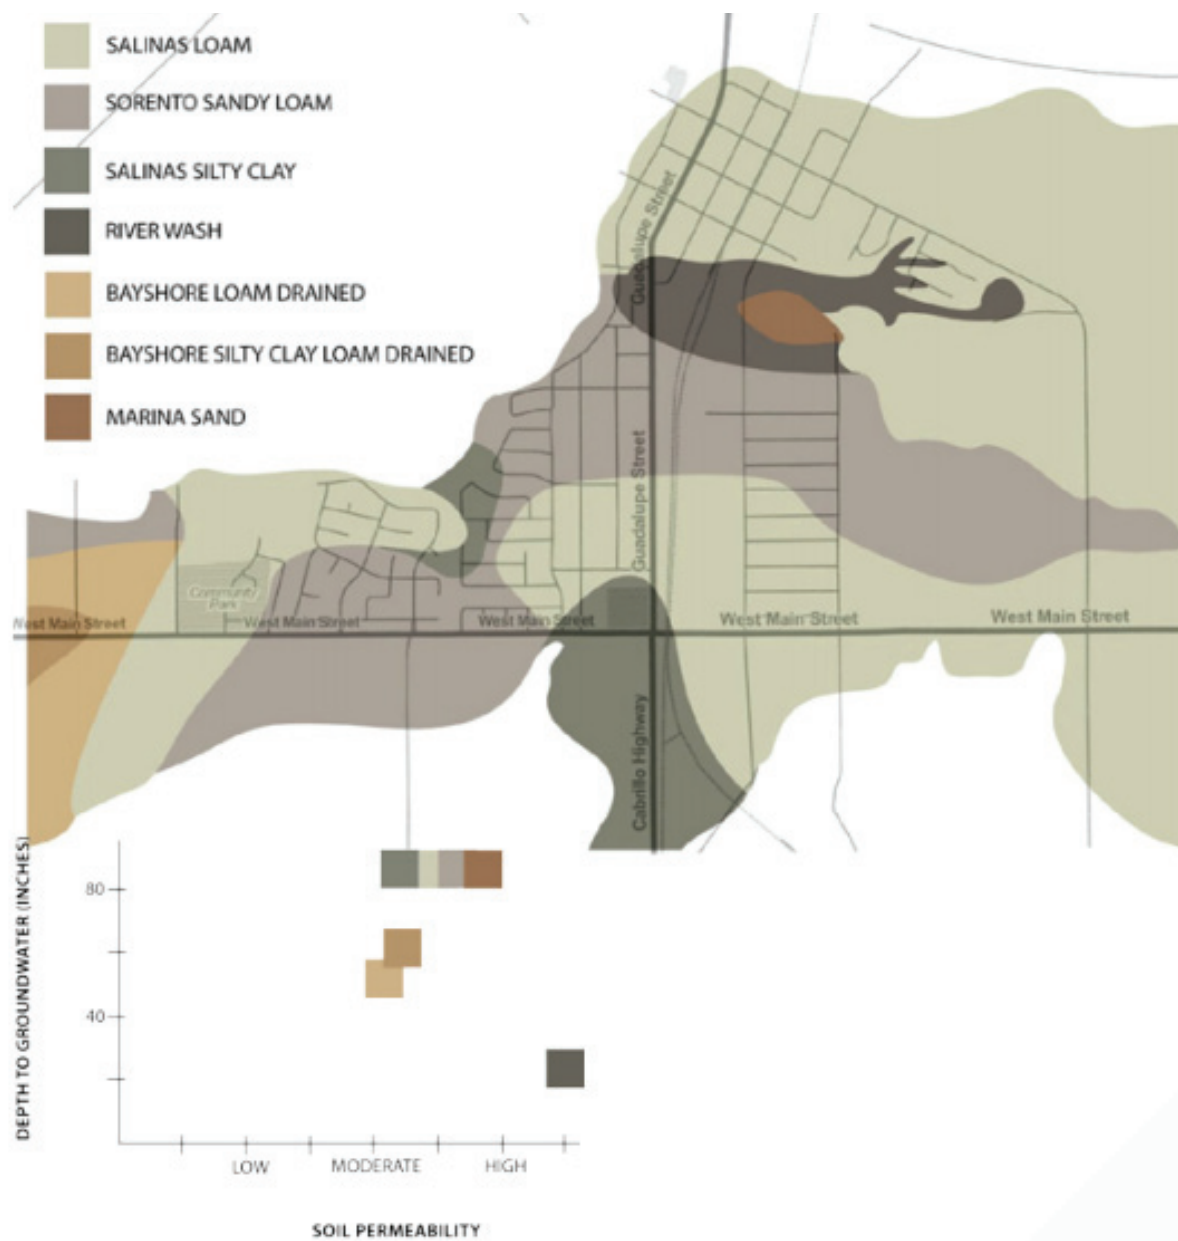 SALINAS LOAM
SORENTO SANDY LOAM
SALINAS SILTY CLAY
RIVER WASH
BAYSHORE LOAM DRAINED
BAYSHORE SILTY CLAY LOAM DRAINED
MARINA SAND
Guadalupe Street
Guadalupe Street
Community
Park
West Main Street
West Main Street
West Main Street
West Main Street
West Main Street
Cabrillo Highway
DEPTH TO GROUNDWATER (INCHES)
80
40
LOW
MODERATE
HIGH
SOIL PERMEABILITY